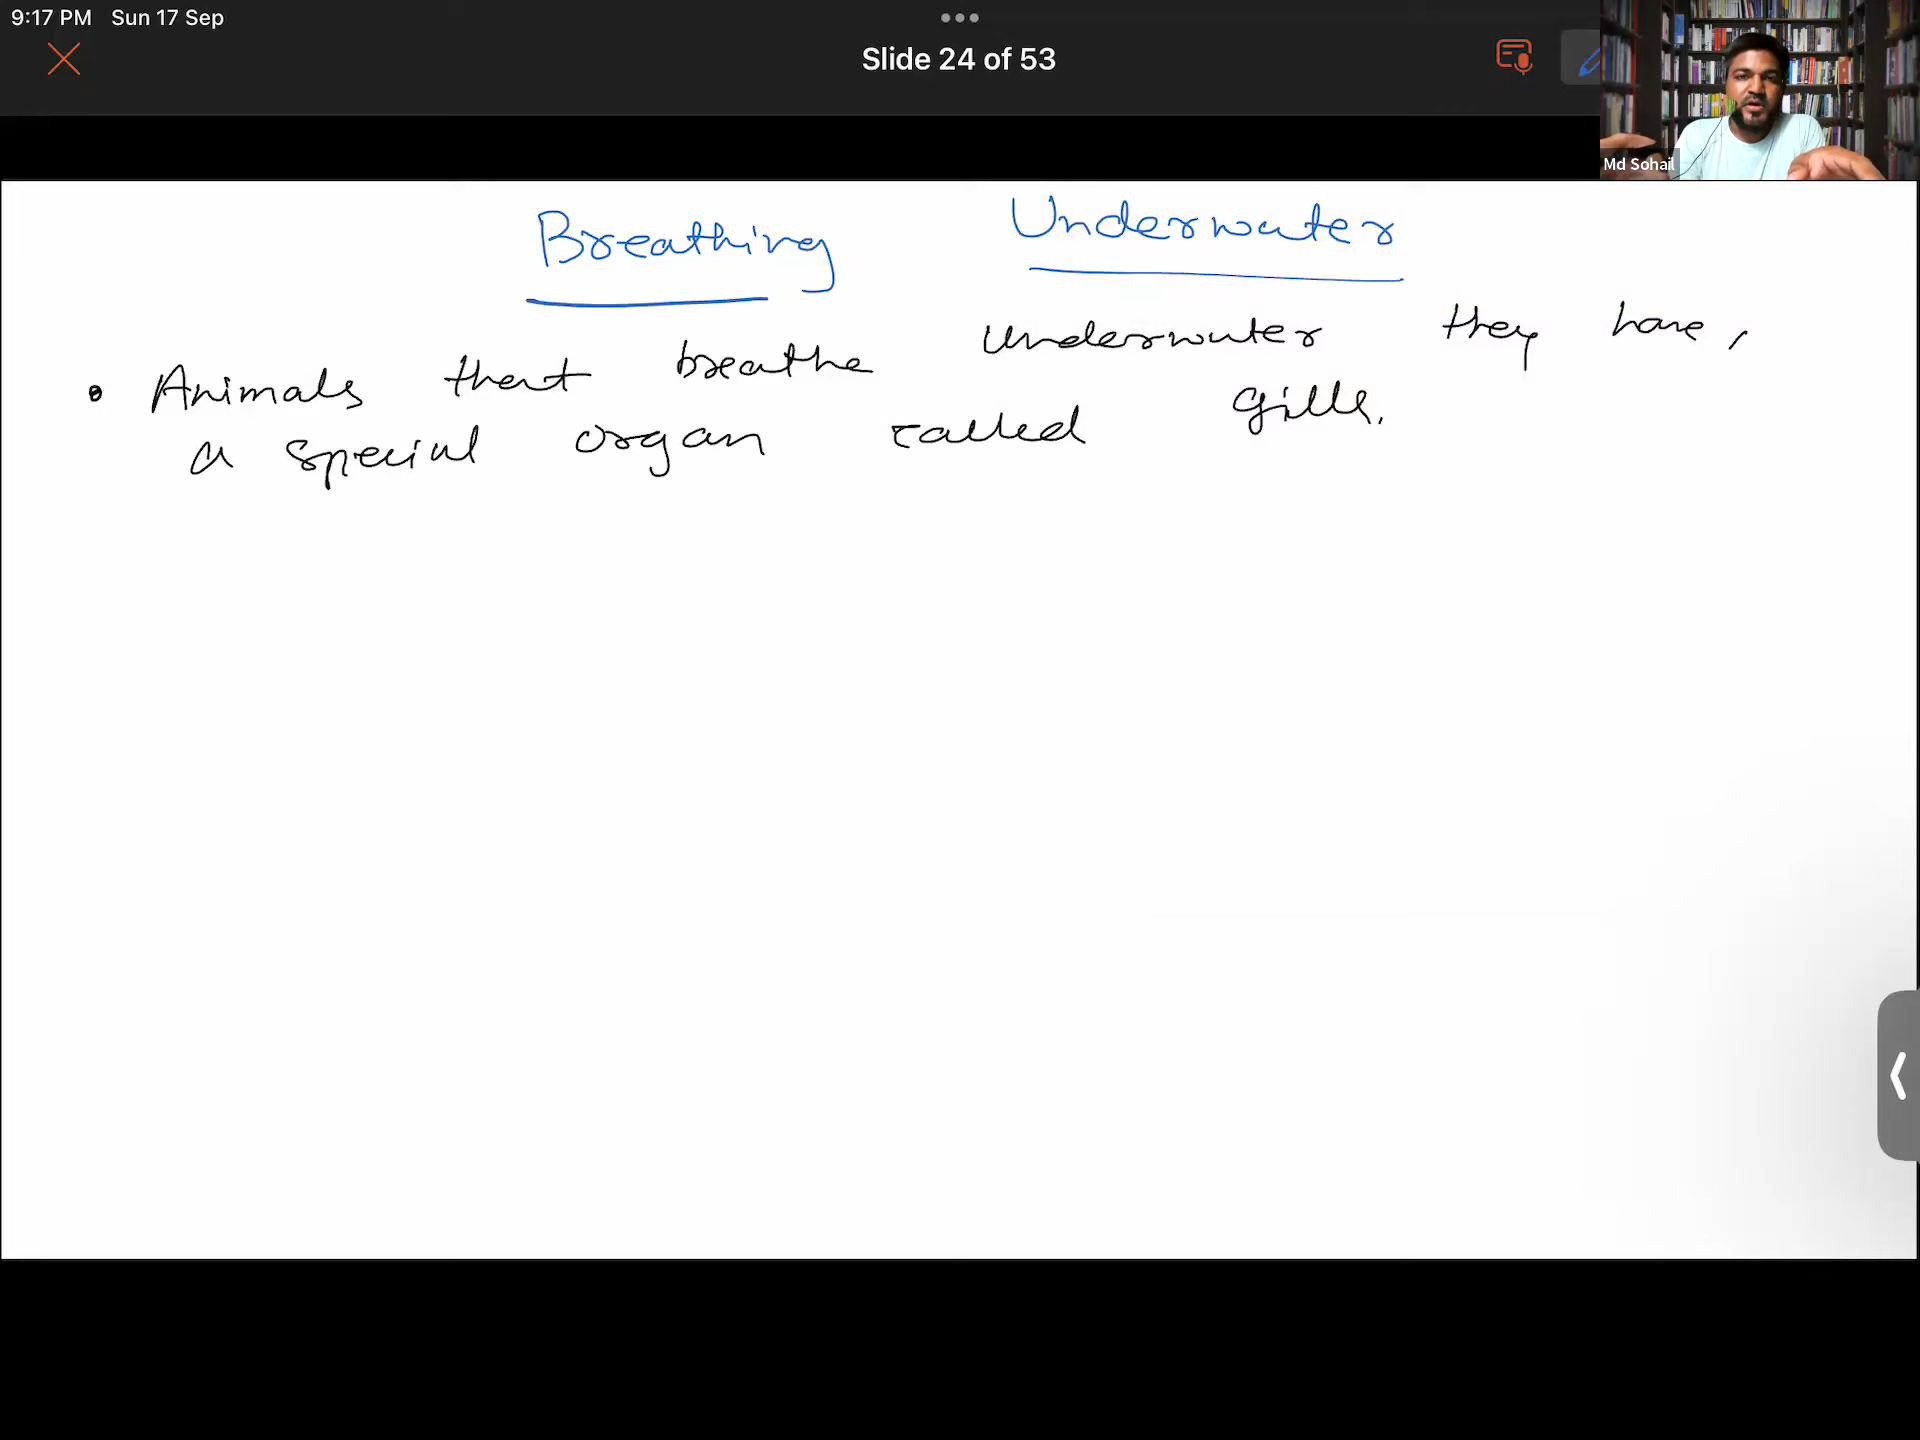 9:17 PM Sun 17 Sep
Slide 24 of 53
Md Sohail
Breathing Underwater
• Animals that breathe underwater they have,
a special organ called gills.